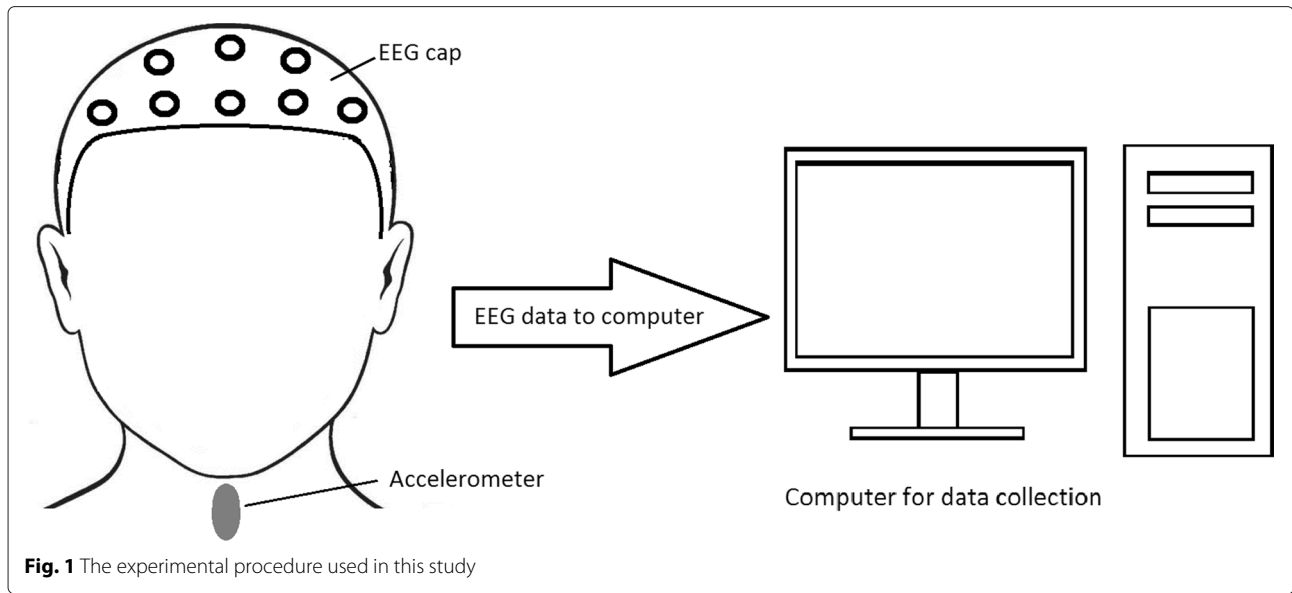 EEG cap
EEG data to computer
Accelerometer
Computer for data collection
Fig. 1 The experimental procedure used in this study